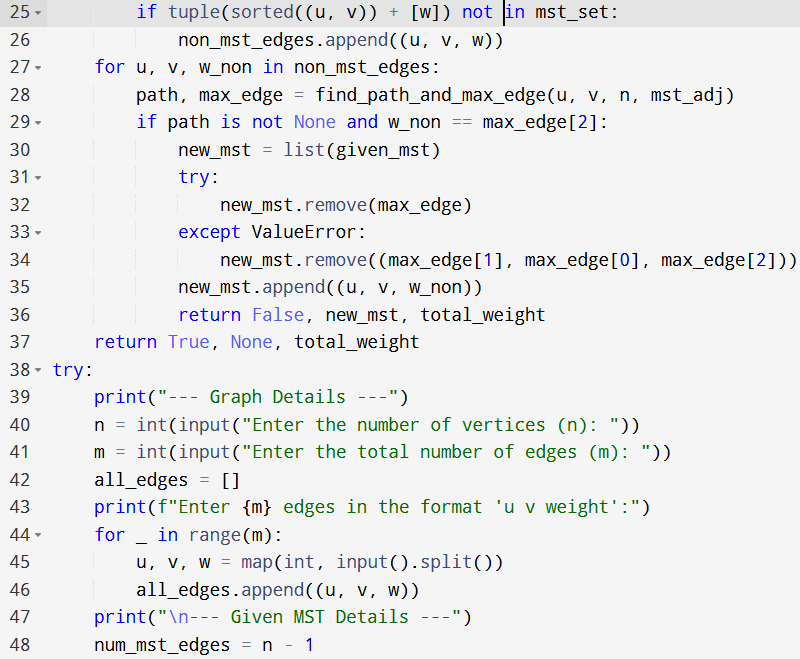 25 if tuple(sorted((u, v)) + [w]) not in mst_set:
26 non_mst_edges.append((u, v, w))
27 for u, v, w_non in non_mst_edges:
28 path, max_edge = find_path_and_max_edge(u, v, n, mst_adj)
29 if path is not None and w_non == max_edge[2]:
30 new_mst = list(given_mst)
31 try:
32 new_mst.remove(max_edge)
33 except ValueError:
34 new_mst.remove((max_edge[1], max_edge[0], max_edge[2]))
35 new_mst.append((u, v, w_non))
36 return False, new_mst, total_weight
37 return True, None, total_weight
38 try:
39 print("--- Graph Details ---")
40 n = int(input("Enter the number of vertices (n): "))
41 m = int(input("Enter the total number of edges (m): "))
42 all_edges = []
43 print(f"Enter {m} edges in the format 'u v weight':")
44 for _ in range(m):
45 u, v, w = map(int, input().split())
46 all_edges.append((u, v, w))
47 print("\n--- Given MST Details ---")
48 num_mst_edges = n - 1